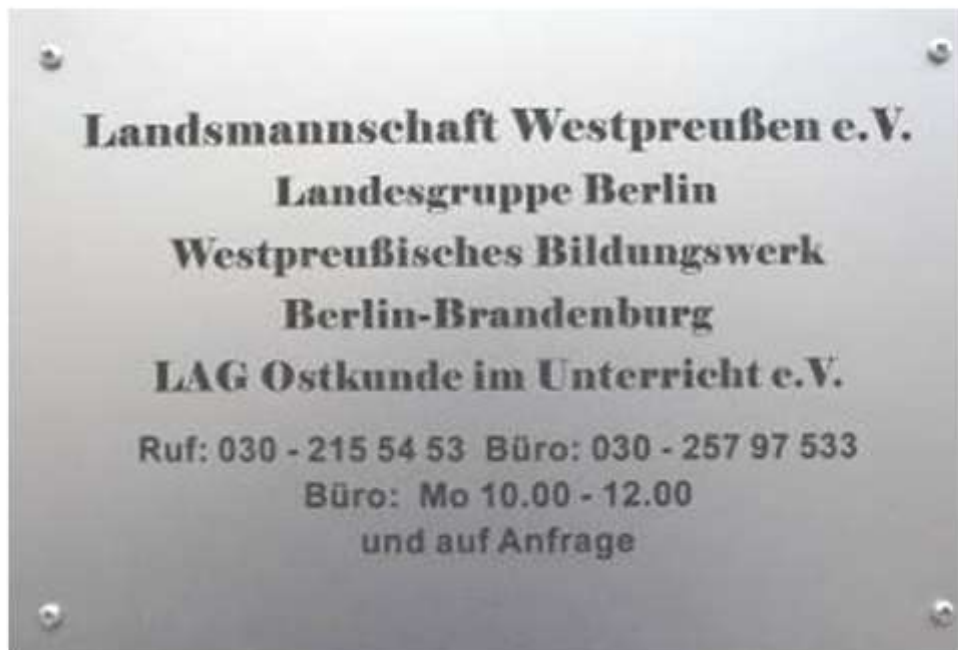 Landsmannschaft Westpreußen e.V.
Landesgruppe Berlin
Westpreußisches Bildungswerk
Berlin-Brandenburg
LAG Ostkunde im Unterricht e.V.
Ruf: 030 - 215 54 53 Büro: 030 - 257 97 533
Büro: Mo 10.00 - 12.00
und auf Anfrage